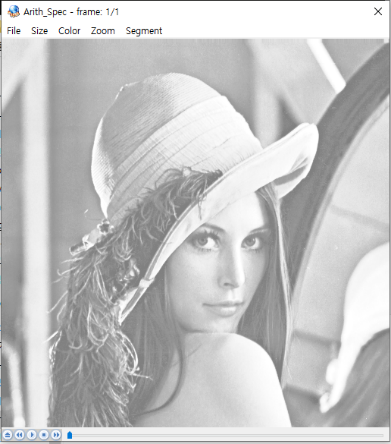 Arith_Spec - frame: 1/1
File Size Color Zoom Segment